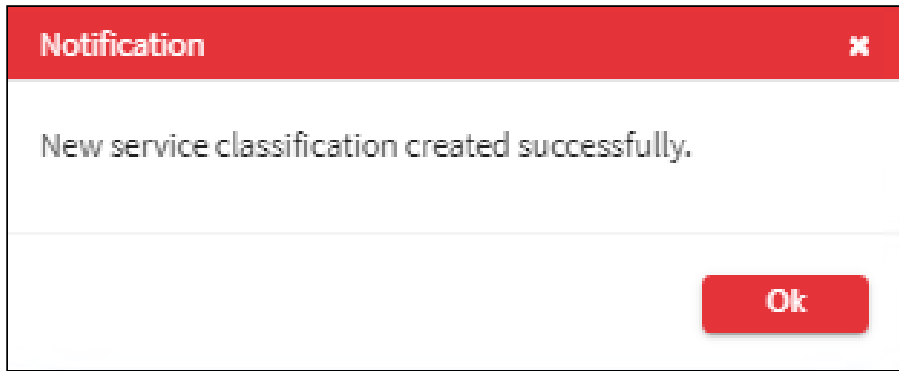 Notification
New service classification created successfully.
Ok